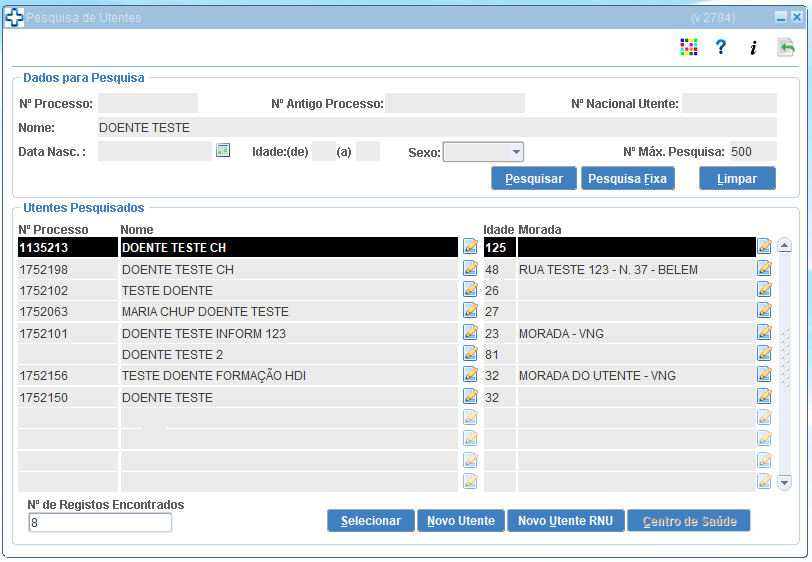 Pesquisa de Utentes (v 2794)
? i
Dados para Pesquisa
Nº Processo: Nº Antigo Processo: Nº Nacional Utente:
Nome: DOENTE TESTE
Data Nasc. : Idade:(de) (a) Sexo: Nº Máx. Pesquisa: 500
Pesquisar Pesquisa Fixa Limpar
Utentes Pesquisados
Nº Processo Nome Idade Morada
1135213 DOENTE TESTE CH 125
1752198 DOENTE TESTE CH 48 RUA TESTE 123 - N. 37 - BELEM
1752102 TESTE DOENTE 26
1752063 MARIA CHUP DOENTE TESTE 27
1752101 DOENTE TESTE INFORM 123 23 MORADA - VNG
DOENTE TESTE 2 81
1752156 TESTE DOENTE FORMAÇÃO HDI 32 MORADA DO UTENTE - VNG
1752150 DOENTE TESTE 32
Nº de Registos Encontrados
8
Selecionar Novo Utente Novo Utente RNU Centro de Saúde